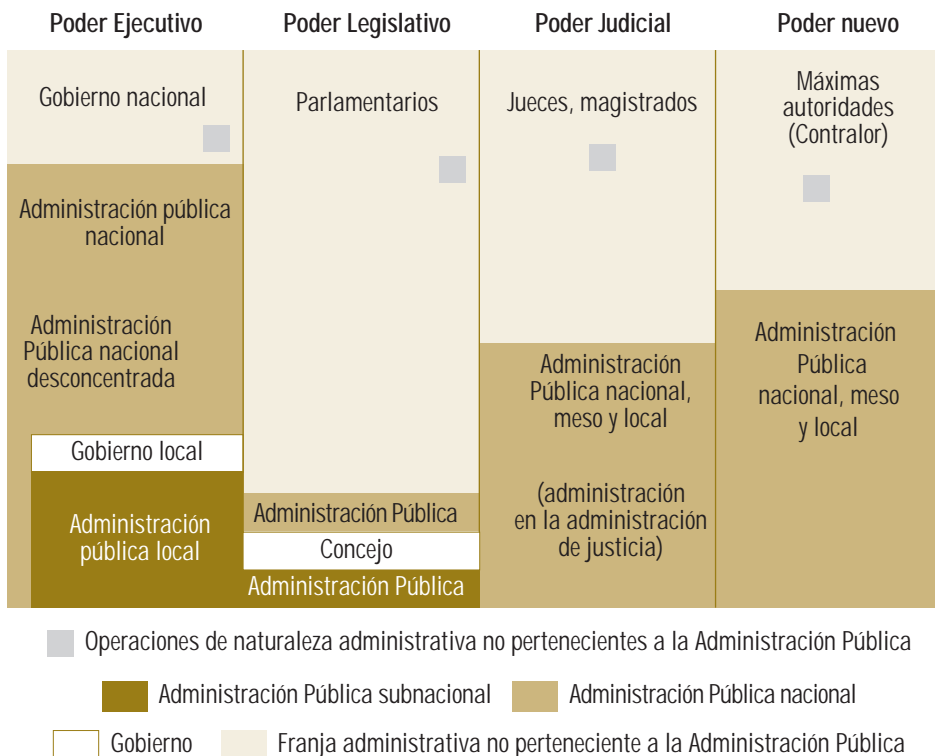 Poder Ejecutivo
Poder Legislativo
Poder Judicial
Poder nuevo
Gobierno nacional
Administración pública
nacional
Administración
Pública nacional
desconcentrada
Gobierno local
Administración
pública local
Parlamentarios
Administración Pública
Concejo
Administración Pública
Jueces, magistrados
Administración
Pública nacional,
meso y local
(administración
en la administración
de justicia)
Máximas
autoridades
(Contralor)
Administración
Pública
nacional, meso
y local
Operaciones de naturaleza administrativa no pertenecientes a la Administración Pública
Administración Pública subnacional
Administración Pública nacional
Gobierno
Franja administrativa no perteneciente a la Administración Pública